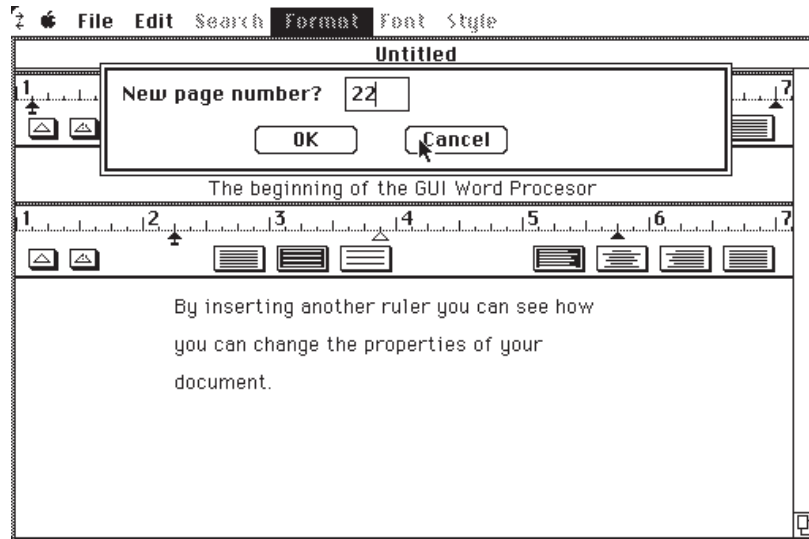 File Edit Search Format Font Style
Untitled
New page number? 22
OK Cancel
1 7
The beginning of the GUI Word Procesor
1 2 3 4 5 6 7
By inserting another ruler you can see how
you can change the properties of your
document.